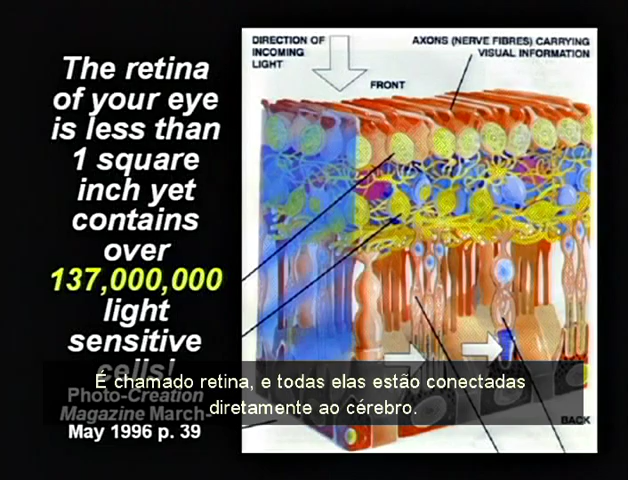 The retina
of your eye
is less than
1 square
inch yet
contains
over
137,000,000
light
sensitive
cells!
Photo-Creation
Magazine March-
May 1996 p. 39
DIRECTION OF
INCOMING
LIGHT
FRONT
AXONS (NERVE FIBRES) CARRYING
VISUAL INFORMATION
BACK
É chamado retina, e todas elas estão conectadas
diretamente ao cérebro.